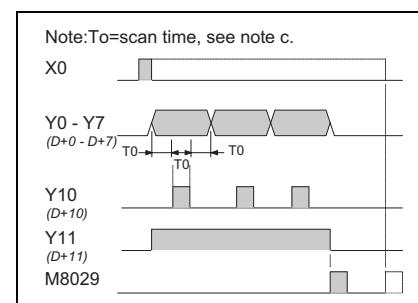 Note:To=scan time, see note c.
X0
Y0 - Y7
(D+0 - D+7)
T0
T0
T0
Y10
(D+10)
Y11
(D+11)
M8029